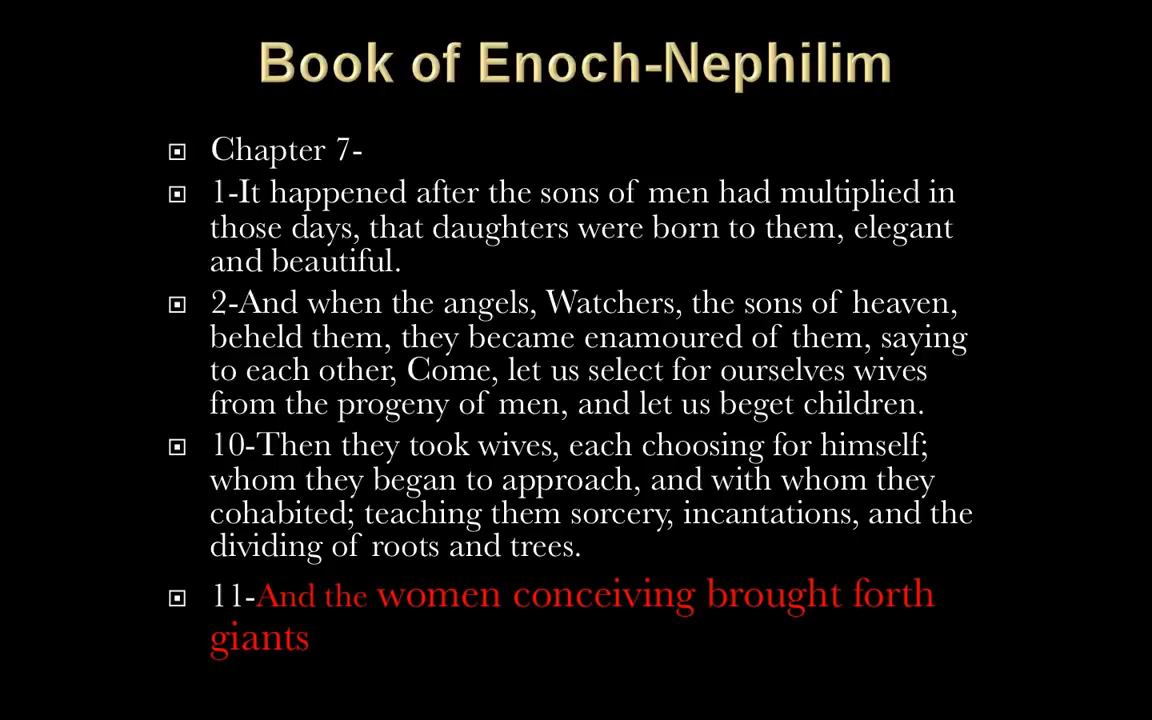 Book of Enoch-Nephilim
Chapter 7-
1-It happened after the sons of men had multiplied in
those days, that daughters were born to them, elegant
and beautiful.
2-And when the angels, Watchers, the sons of heaven,
beheld them, they became enamoured of them, saying
to each other, Come, let us select for ourselves wives
from the progeny of men, and let us beget children.
10-Then they took wives, each choosing for himself;
whom they began to approach, and with whom they
cohabited; teaching them sorcery, incantations, and the
dividing of roots and trees.
11-And the women conceiving brought forth
giants